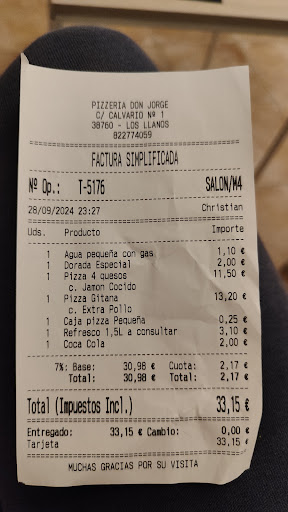 PIZZERIA DON JORGE
C/ CALVARIO Nº 1
38760 - LOS LLANOS
822774059
FACTURA SIMPLIFICADA
Nº Op.: T-5176 SALON/M4
28/09/2024 23:27 Christian
Uds. Producto Importe
1 Agua pequeña con gas 1,10 €
1 Dorada Especial 2,00 €
1 Pizza 4 quesos 11,50 €
c. Jamon Cocido
1 Pizza Gitana 13,20 €
c. Extra Pollo
1 Caja pizza Pequeña 0,25 €
1 Refresco 1,5L a consultar 3,10 €
1 Coca Cola 2,00 €
7%: Base: 30,98 € Cuota: 2,17 €
Total: 30,98 € Total: 2,17 €
Total (Impuestos Incl.) 33,15 €
Entregado: 33,15 € Cambio: 0,00 €
Tarjeta 33,15 €
MUCHAS GRACIAS POR SU VISITA